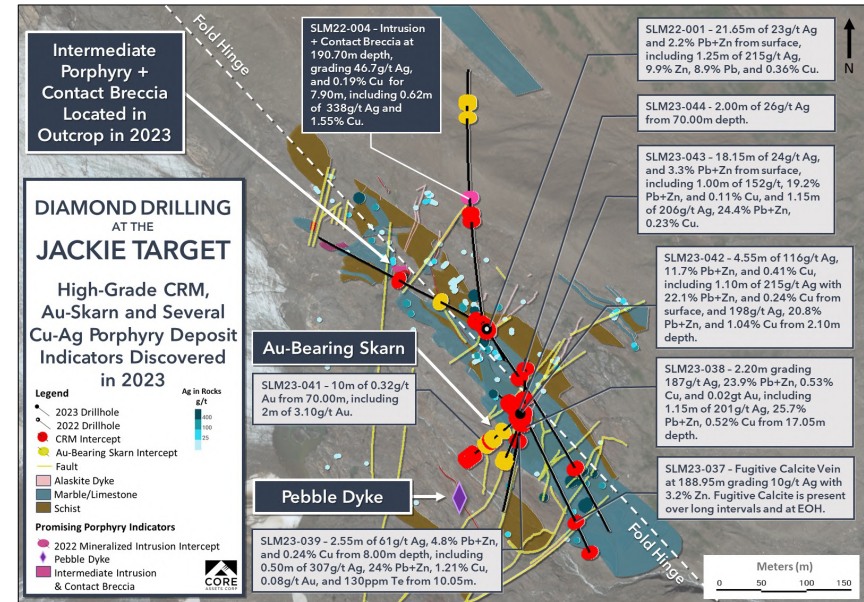 Intermediate
Porphyry +
Contact Breccia
Located in
Outcrop in 2023
Fold Hinge
SLM22-004 – Intrusion
+ Contact Breccia at
190.70m depth,
grading 46.7g/t Ag,
and 0.19% Cu for
7.90m, including 0.62m
of 338g/t Ag and
1.55% Cu.
SLM22-001 - 21.65m of 23g/t Ag
and 2.2% Pb+Zn from surface,
including 1.25m of 215g/t Ag,
9.9% Zn, 8.9% Pb, and 0.36% Cu.
N
SLM23-044 - 2.00m of 26g/t Ag
from 70.00m depth.
SLM23-043 – 18.15m of 24g/t Ag,
and 3.3% Pb+Zn from surface,
including 1.00m of 152g/t, 19.2%
Pb+Zn, and 0.11% Cu, and 1.15m
of 206g/t Ag, 24.4% Pb+Zn,
0.23% Cu.
SLM23-042 – 4.55m of 116g/t Ag,
11.7% Pb+Zn, and 0.41% Cu,
including 1.10m of 215g/t Ag with
22.1% Pb+Zn, and 0.24% Cu from
surface, and 198g/t Ag, 20.8%
Pb+Zn, and 1.04% Cu from 2.10m
depth.
SLM23-038 – 2.20m grading
187g/t Ag, 23.9% Pb+Zn, 0.53%
Cu, and 0.02gt Au, including
1.15m of 201g/t Ag, 25.7%
Pb+Zn, 0.52% Cu from 17.05m
depth.
SLM23-037 – Fugitive Calcite Vein
at 188.95m grading 10g/t Ag with
3.2% Zn. Fugitive Calcite is present
over long intervals and at EOH.
DIAMOND DRILLING
AT THE
JACKIE TARGET
High-Grade CRM,
Au-Skarn and Several
Cu-Ag Porphyry Deposit
Indicators Discovered
in 2023
Legend
2023 Drillhole
2022 Drillhole
CRM Intercept
Au-Bearing Skarn Intercept
Fault
Alaskite Dyke
Marble/Limestone
Schist
Ag in Rocks
g/t
400
100
25
Promising Porphyry Indicators
2022 Mineralized Intrusion Intercept
Pebble Dyke
Intermediate Intrusion
& Contact Breccia
CORE
ASSETS CORP
Au-Bearing Skarn
SLM23-041 – 10m of 0.32g/t
Au from 70.00m, including
2m of 3.10g/t Au.
Pebble Dyke
SLM23-039 – 2.55m of 61g/t Ag, 4.8% Pb+Zn,
and 0.24% Cu from 8.00m depth, including
0.50m of 307g/t Ag, 24% Pb+Zn, 1.21% Cu,
0.08g/t Au, and 130ppm Te from 10.05m.
Fold Hinge
Meters (m)
0 50 100 150